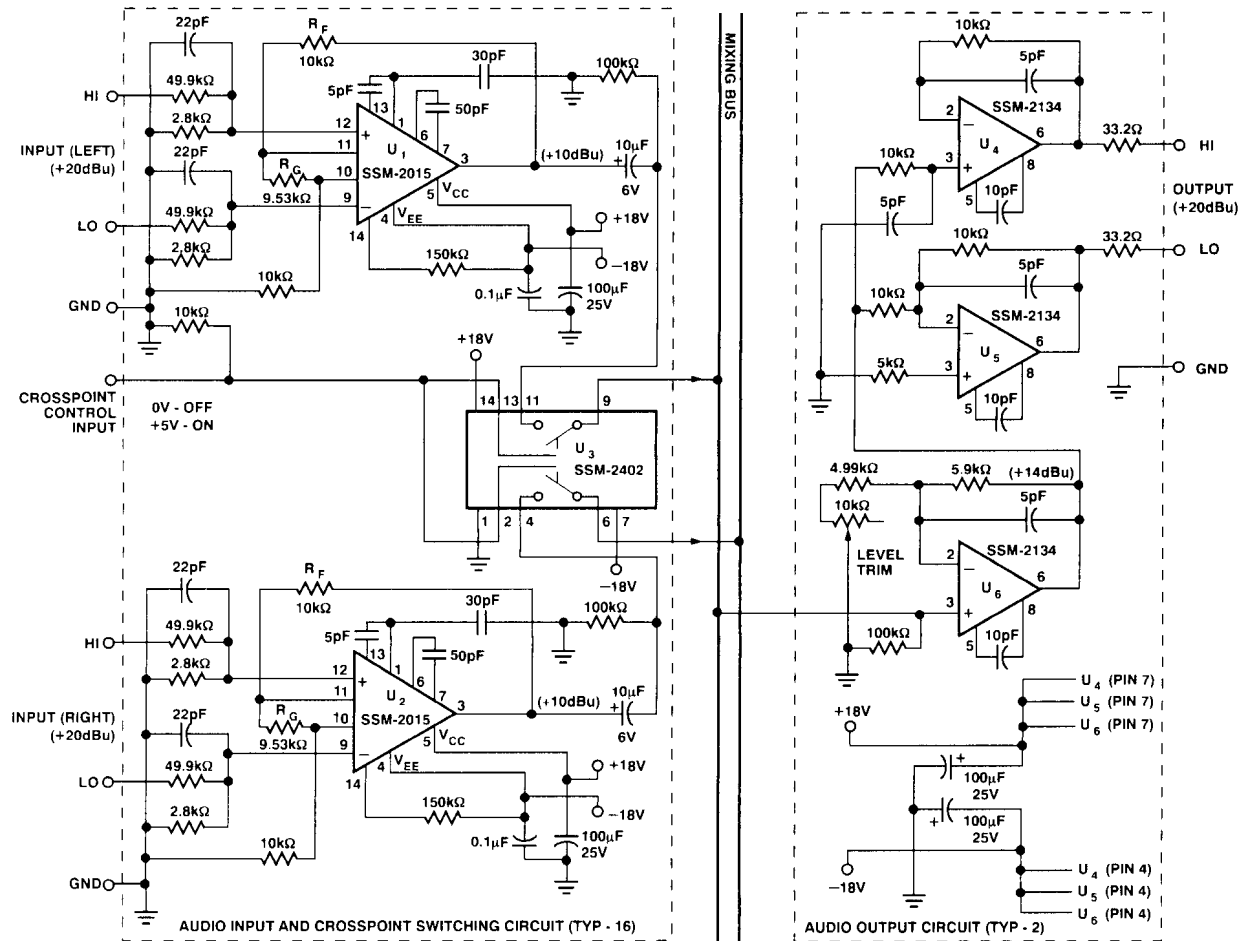 22pF
R_F
10kΩ
30pF
100kΩ
49.9kΩ
HI
5pF
13
1
50pF
2.8kΩ
12
+
6
7
INPUT (LEFT)
(+20dBu)
22pF
11
U1
3
(+10dBu)
10µF
+
6V
R_G
10
SSM-2015
9.53kΩ
9
−
5
VCC
49.9kΩ
LO
14
4
VEE
+18V
2.8kΩ
150kΩ
−18V
10kΩ
0.1µF
100µF
25V
GND
10kΩ
+18V
CROSSPOINT
CONTROL
INPUT
0V - OFF
+5V - ON
14
13
11
9
U3
SSM-2402
1
2
4
6
7
−18V
22pF
R_F
10kΩ
30pF
100kΩ
49.9kΩ
HI
5pF
13
1
50pF
2.8kΩ
12
+
6
7
INPUT (RIGHT)
(+20dBu)
22pF
11
U2
3
(+10dBu)
10µF
+
6V
R_G
10
SSM-2015
9.53kΩ
9
−
5
VCC
49.9kΩ
LO
14
4
VEE
+18V
2.8kΩ
150kΩ
−18V
10kΩ
0.1µF
100µF
25V
GND
AUDIO INPUT AND CROSSPOINT SWITCHING CIRCUIT (TYP - 16)
MIXING BUS
10kΩ
5pF
SSM-2134
2
−
6
33.2Ω
HI
U4
10kΩ
3
+
8
5
10pF
OUTPUT
(+20dBu)
5pF
10kΩ
33.2Ω
LO
5pF
10kΩ
SSM-2134
2
−
6
U5
5kΩ
3
+
8
GND
5
10pF
4.99kΩ
5.9kΩ
(+14dBu)
10kΩ
5pF
LEVEL
TRIM
SSM-2134
2
−
6
U6
3
+
8
100kΩ
5
10pF
U4 (PIN 7)
+18V
U5 (PIN 7)
U6 (PIN 7)
+
100µF
25V
+
100µF
25V
−18V
U4 (PIN 4)
U5 (PIN 4)
U6 (PIN 4)
AUDIO OUTPUT CIRCUIT (TYP - 2)